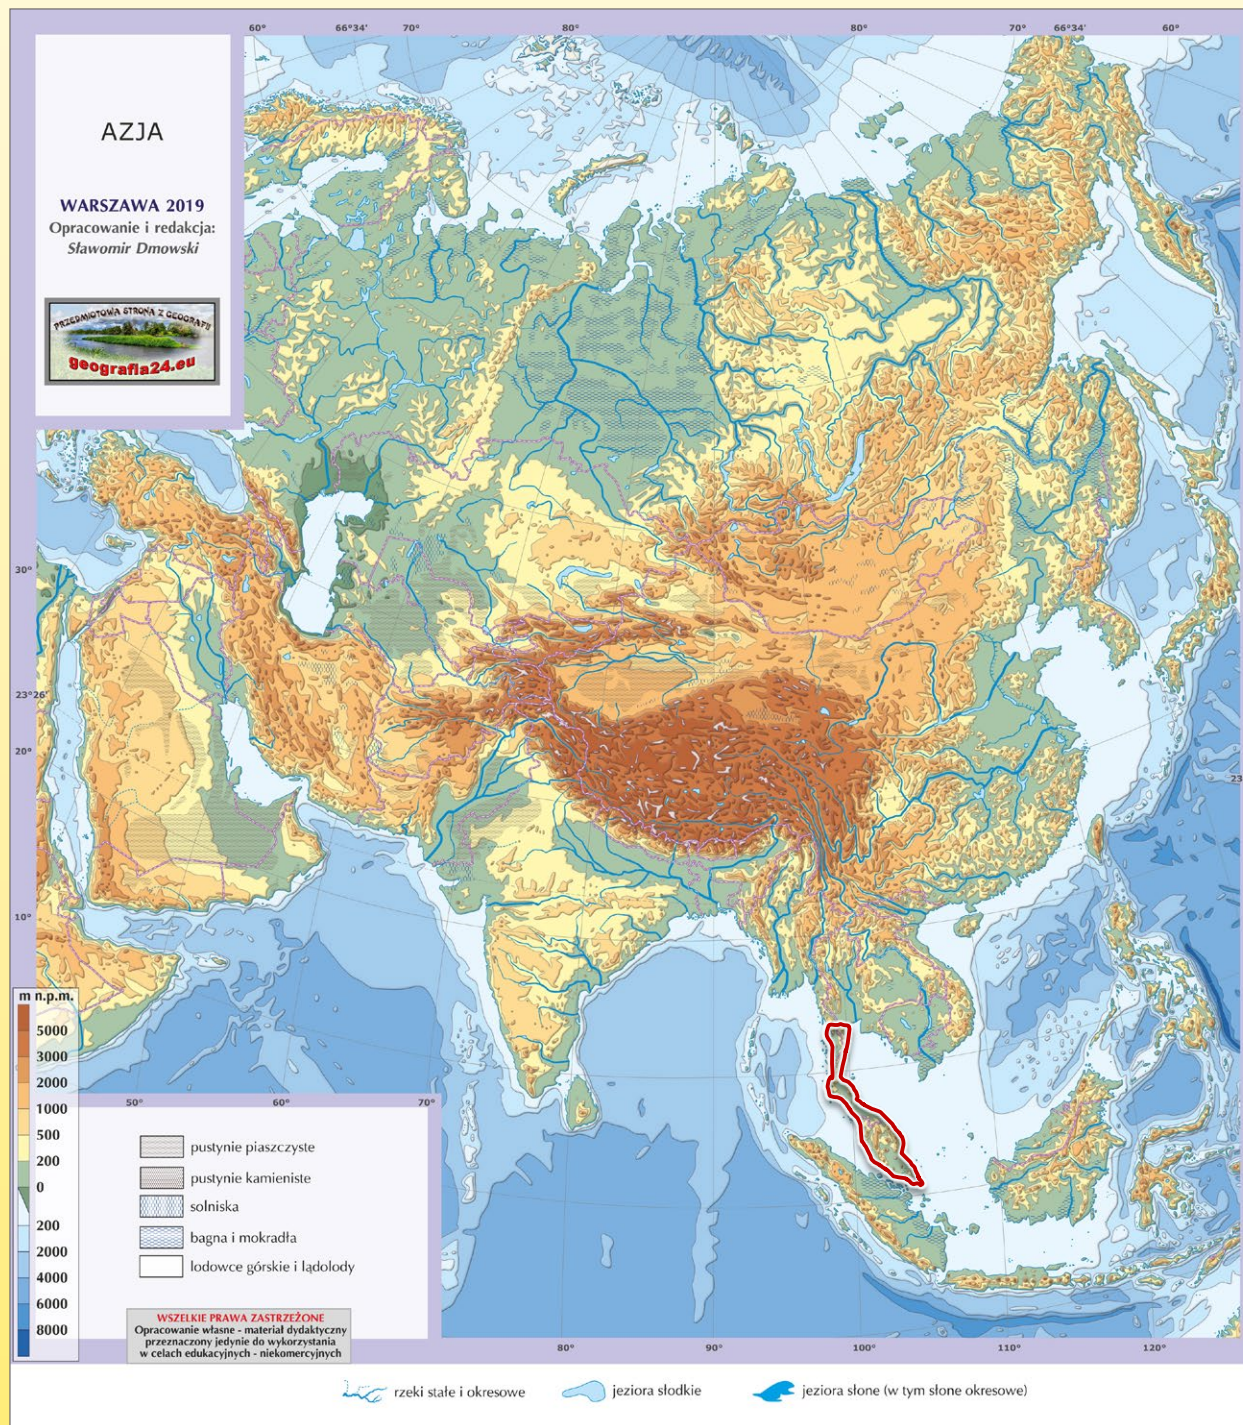 60° 66°34' 70° 80° 80° 70° 66°34' 60°
AZJA
WARSZAWA 2019
Opracowanie i redakcja:
Sławomir Dmowski
PRZEDMIOTOWA STRONA Z GEOGRAFII
geografia24.eu
30°
23°26'
20°
23
10°
m n.p.m.
5000
3000
2000
1000
500
200
0
200
2000
4000
6000
8000
50° 60° 70°
pustynie piaszczyste
pustynie kamieniste
solniska
bagna i mokradła
lodowce górskie i lądolody
WSZELKIE PRAWA ZASTRZEŻONE
Opracowanie własne - materiał dydaktyczny
przeznaczony jedynie do wykorzystania
w celach edukacyjnych - niekomercyjnych
80° 90° 100° 110° 120°
rzeki stałe i okresowe
jeziora słodkie
jeziora słone (w tym słone okresowe)